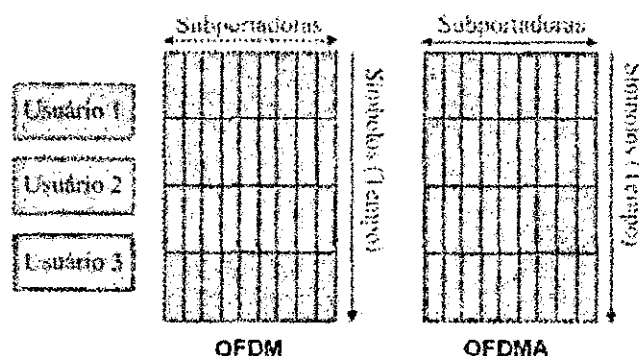 Subportadoras
Subportadoras
Usuário 1
Usuário 2
Usuário 3
Símbolos (Tempo)
Símbolos (Tempo)
OFDM
OFDMA